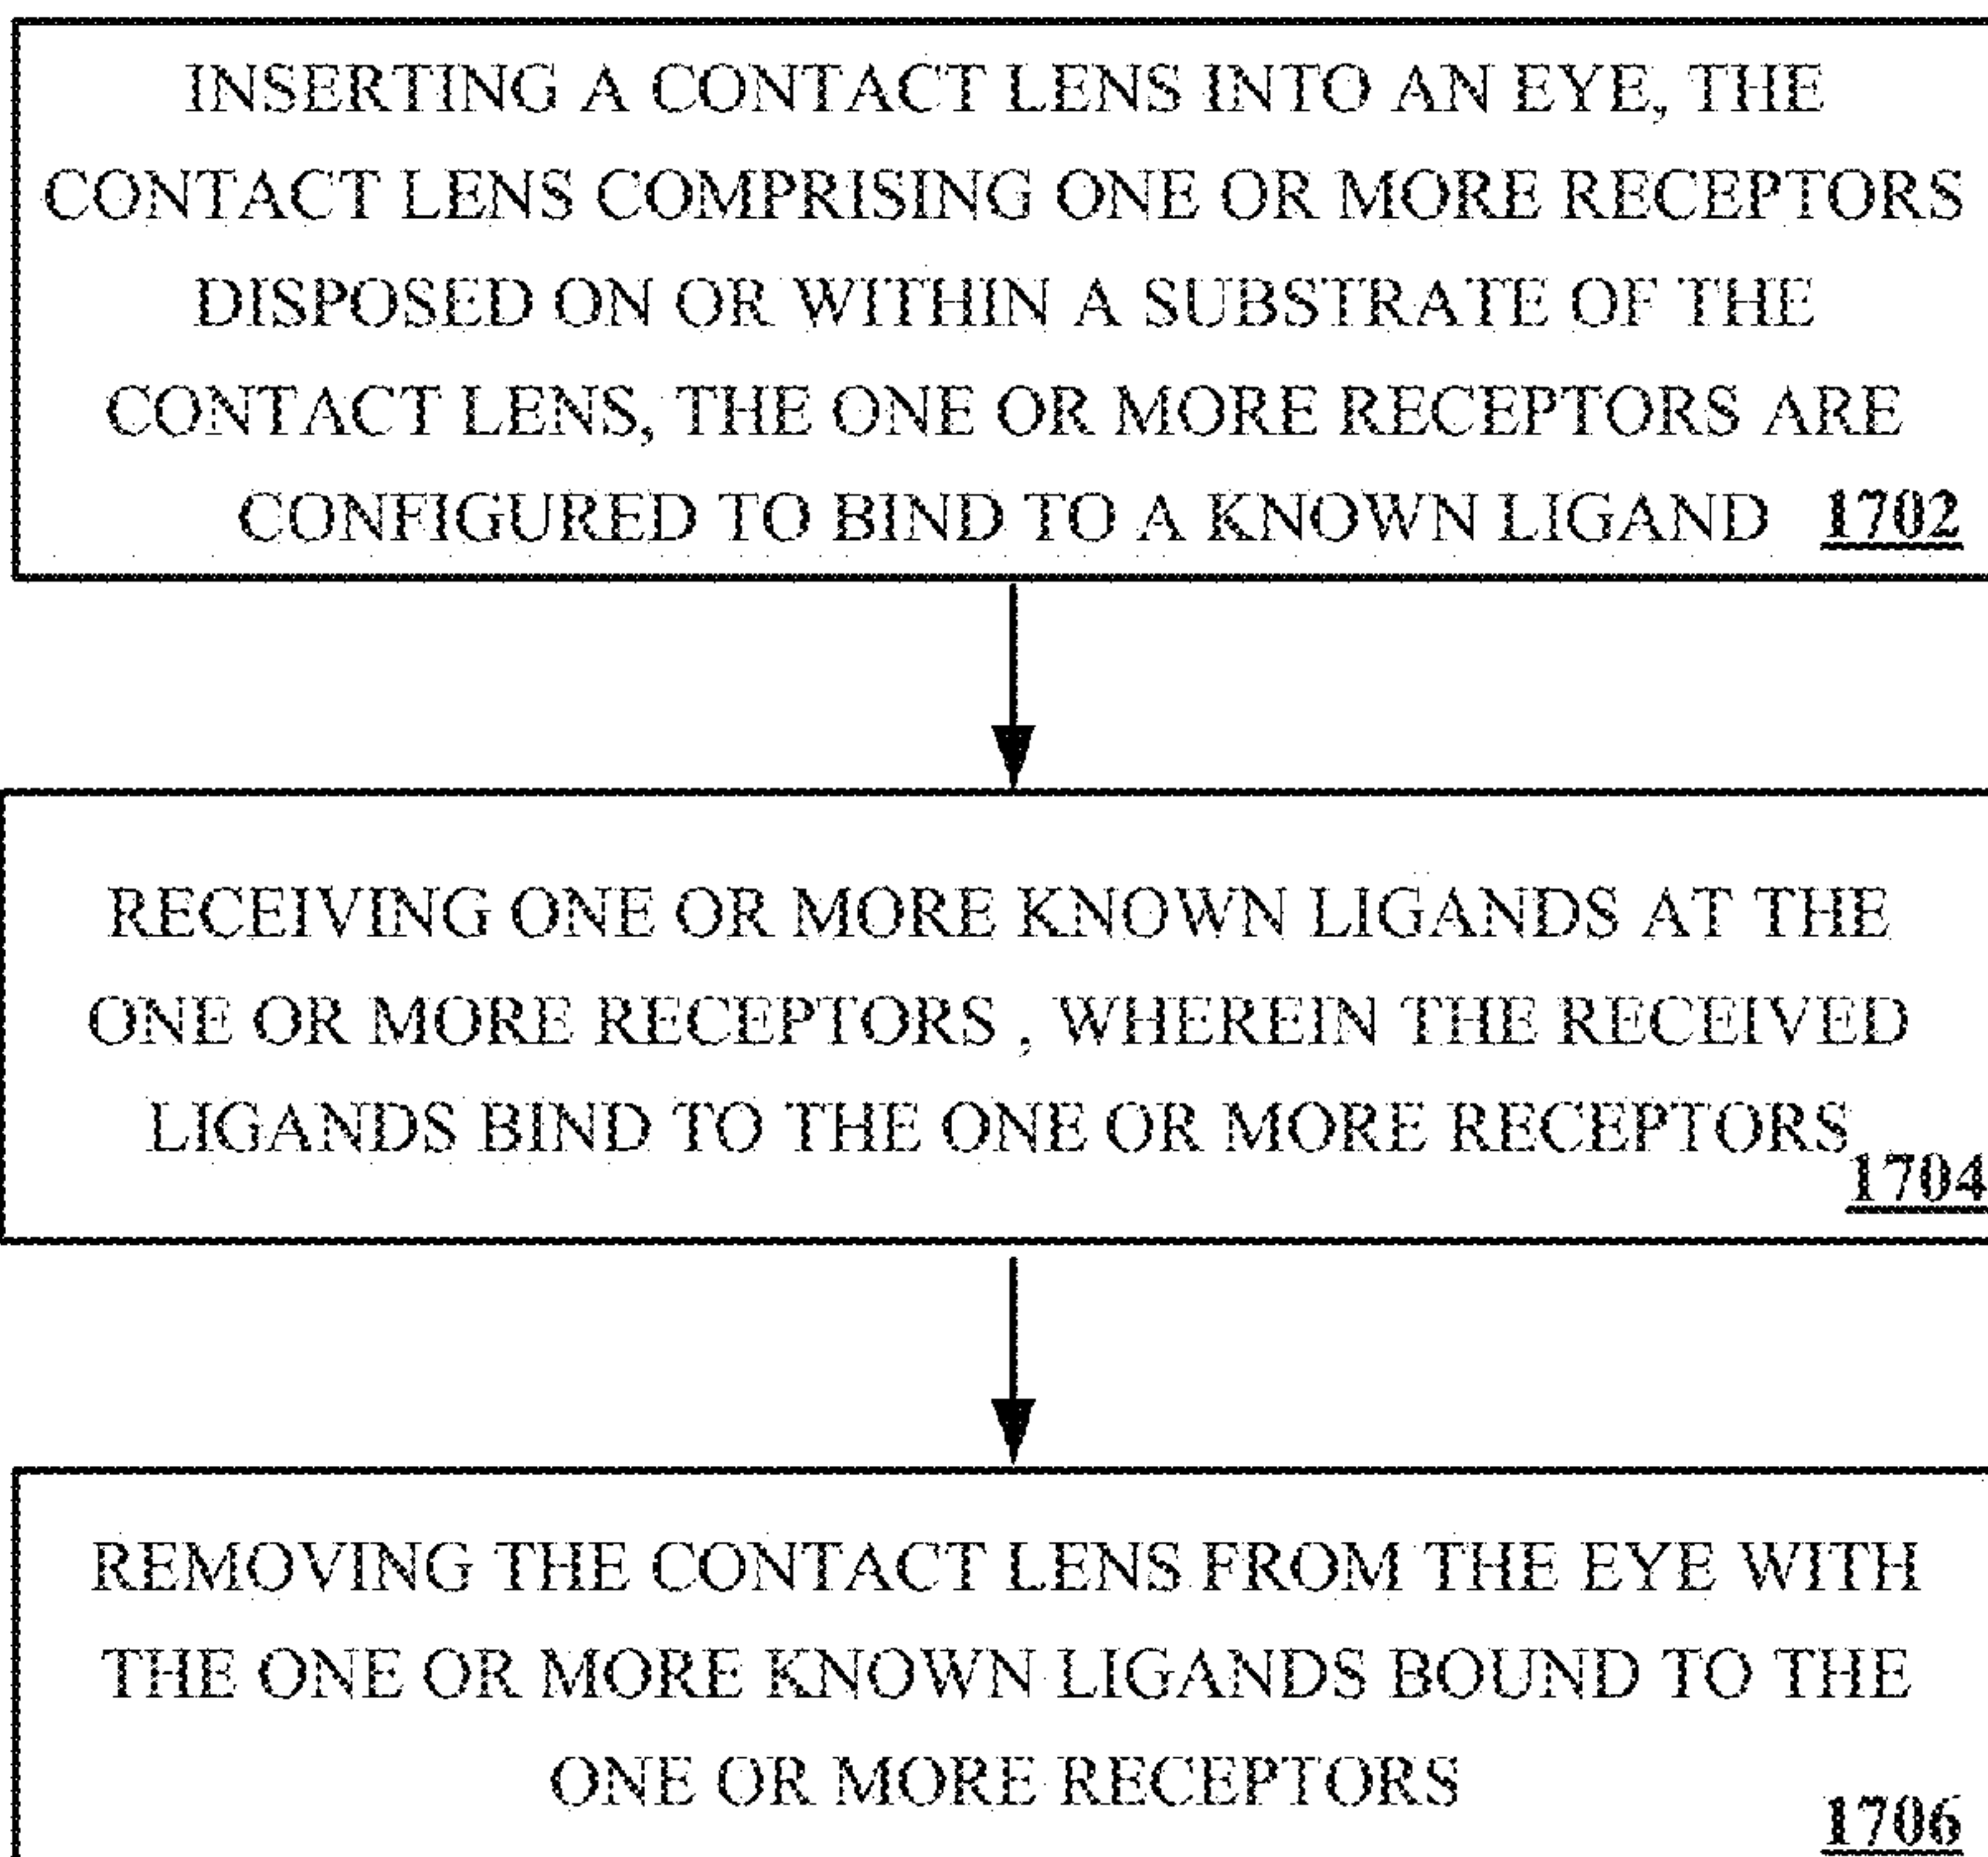 INSERTING A CONTACT LENS INTO AN EYE, THE
CONTACT LENS COMPRISING ONE OR MORE RECEPTORS
DISPOSED ON OR WITHIN A SUBSTRATE OF THE
CONTACT LENS, THE ONE OR MORE RECEPTORS ARE
CONFIGURED TO BIND TO A KNOWN LIGAND 1702
RECEIVING ONE OR MORE KNOWN LIGANDS AT THE
ONE OR MORE RECEPTORS , WHEREIN THE RECEIVED
LIGANDS BIND TO THE ONE OR MORE RECEPTORS
1704
REMOVING THE CONTACT LENS FROM THE EYE WITH
THE ONE OR MORE KNOWN LIGANDS BOUND TO THE
ONE OR MORE RECEPTORS
1706